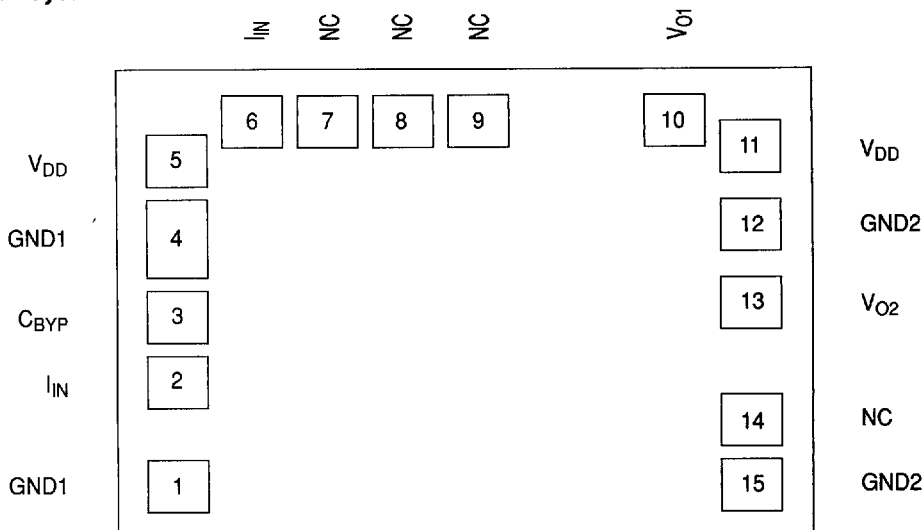 I_IN NC NC NC V_O1
6 7 8 9 10
V_DD 5 11 V_DD
GND1 4 12 GND2
C_BYP 3 13 V_O2
I_IN 2
14 NC
GND1 1 15 GND2